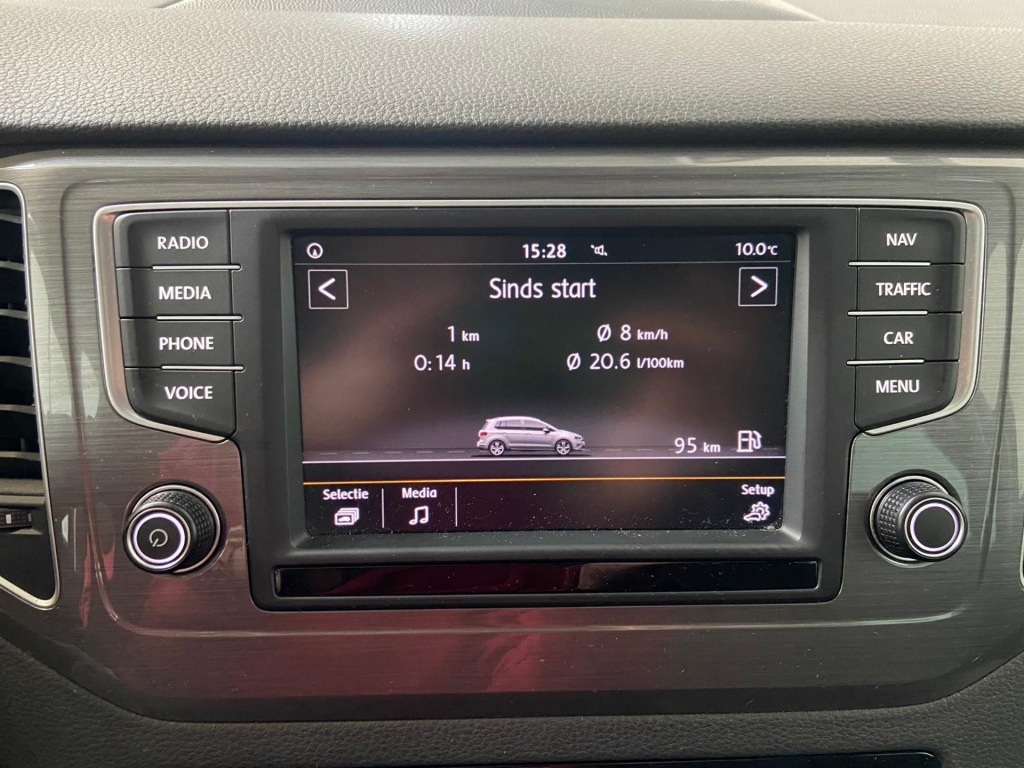 RADIO
MEDIA
PHONE
VOICE
15:28 10.0°C
< Sinds start >
1 km Ø 8 km/h
0:14 h Ø 20.6 l/100km
95 km
Selectie Media Setup
NAV
TRAFFIC
CAR
MENU